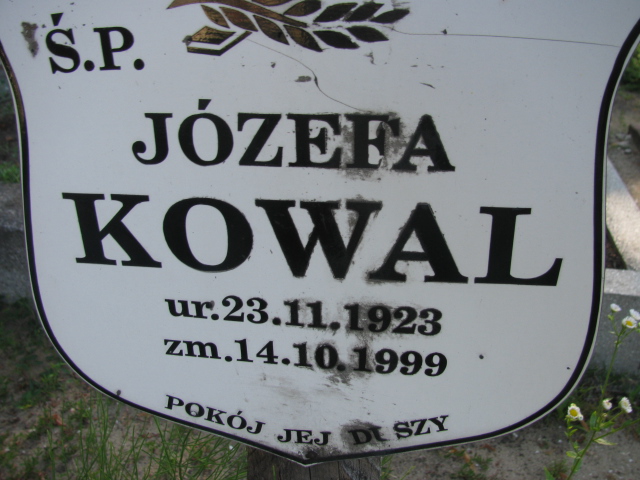 Ś.P.
JÓZEFA
KOWAL
ur.23.11.1923
zm.14.10.1999
POKÓJ JEJ DUSZY